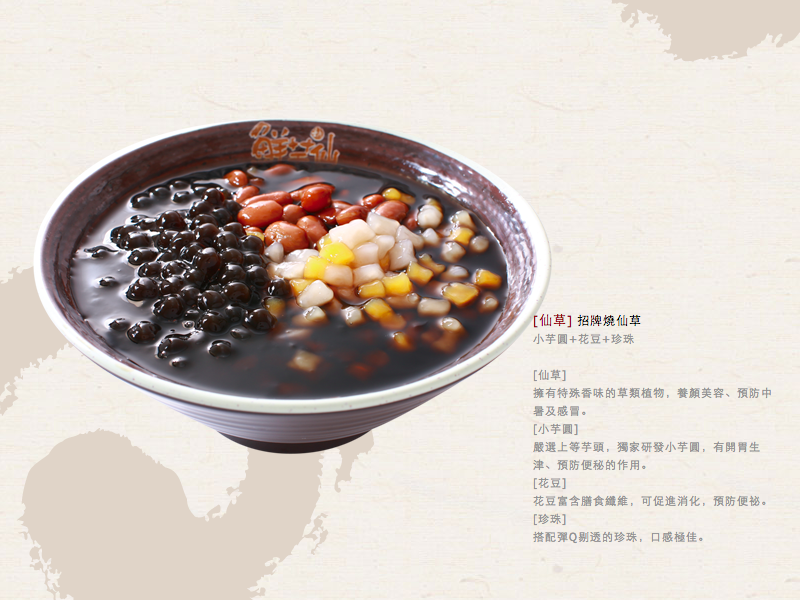 鮮芋仙
[仙草] 招牌燒仙草
小芋圓+花豆+珍珠
[仙草]
擁有特殊香味的草類植物，養顏美容、預防中
暑及感冒。
[小芋圓]
嚴選上等芋頭，獨家研發小芋圓，有開胃生
津、預防便秘的作用。
[花豆]
花豆富含膳食纖維，可促進消化，預防便祕。
[珍珠]
搭配彈Q剔透的珍珠，口感極佳。